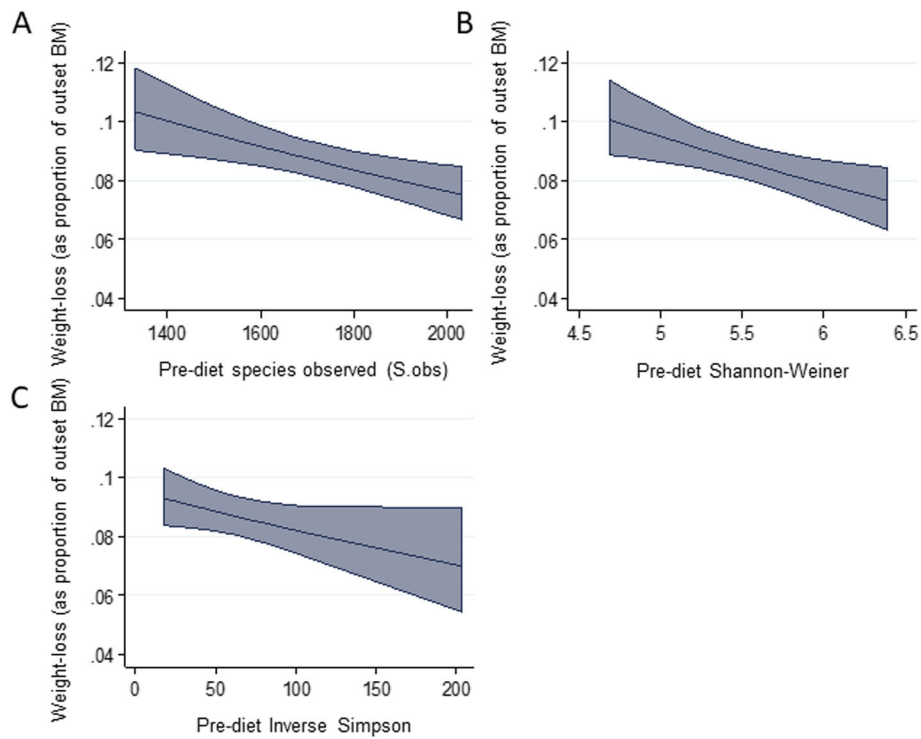 A
Weight-loss (as proportion of outset BM)
.12
.1
.08
.06
.04
1400 1600 1800 2000
Pre-diet species observed (S.obs)
B
Weight-loss (as proportion of outset BM)
.12
.1
.08
.06
.04
4.5 5 5.5 6 6.5
Pre-diet Shannon-Weiner
C
Weight-loss (as proportion of outset BM)
.12
.1
.08
.06
.04
0 50 100 150 200
Pre-diet Inverse Simpson